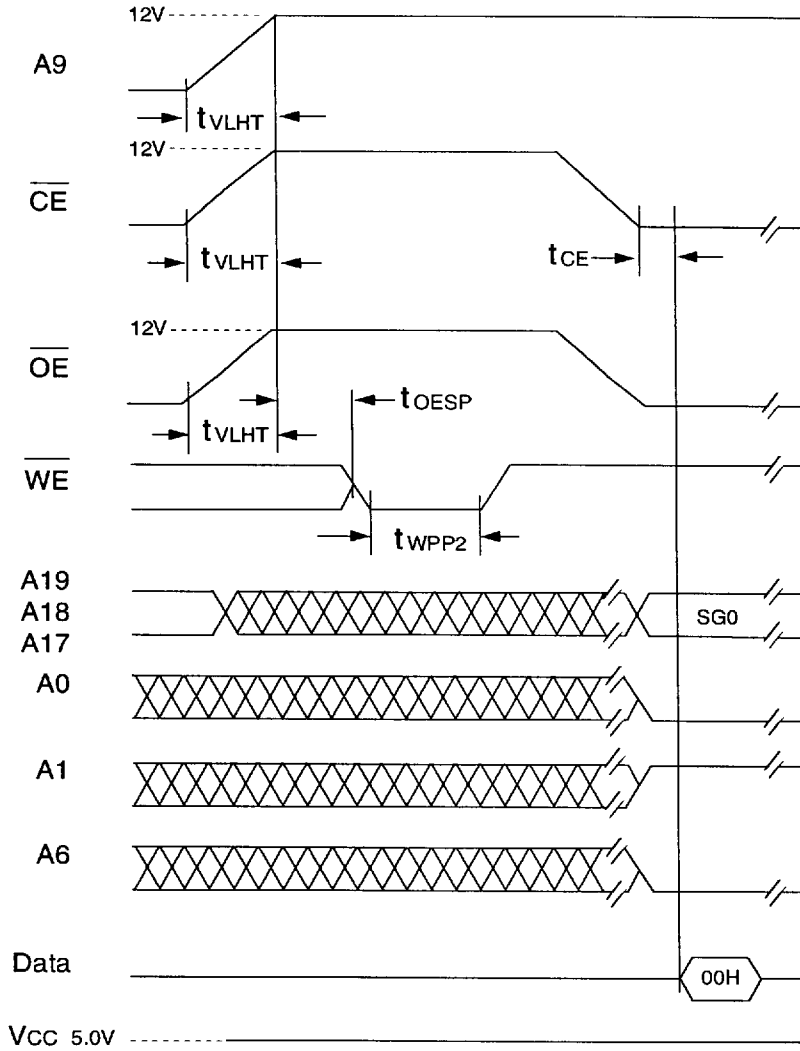 12V
A9
tVLHT
12V
CE
tVLHT
tCE
12V
OE
tOESP
tVLHT
WE
tWPP2
A19
A18
SG0
A17
A0
A1
A6
Data
00H
VCC 5.0V